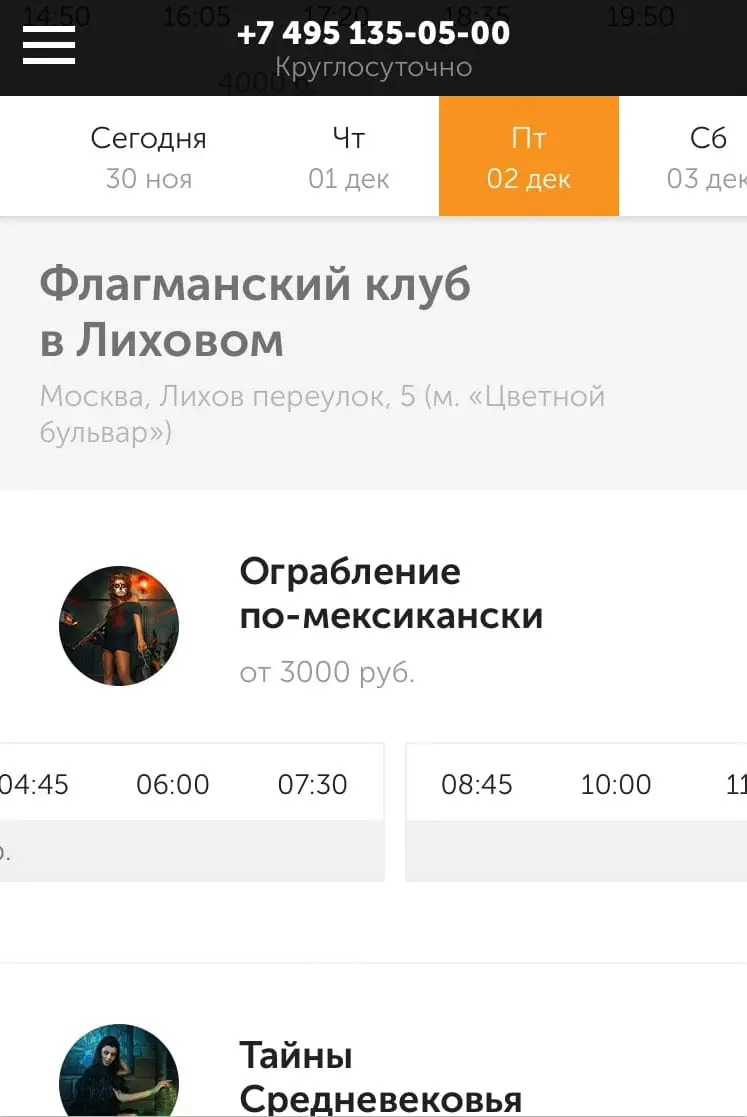 14:50 16:05 17:20 18:35 19:50
+7 495 135-05-00
Круглосуточно
4000
Сегодня Чт Пт Сб
30 ноя 01 дек 02 дек 03 дек
Флагманский клуб
в Лиховом
Москва, Лихов переулок, 5 (м. «Цветной
бульвар»)
Ограбление
по-мексикански
от 3000 руб.
04:45 06:00 07:30 08:45 10:00
Тайны
Средневековья